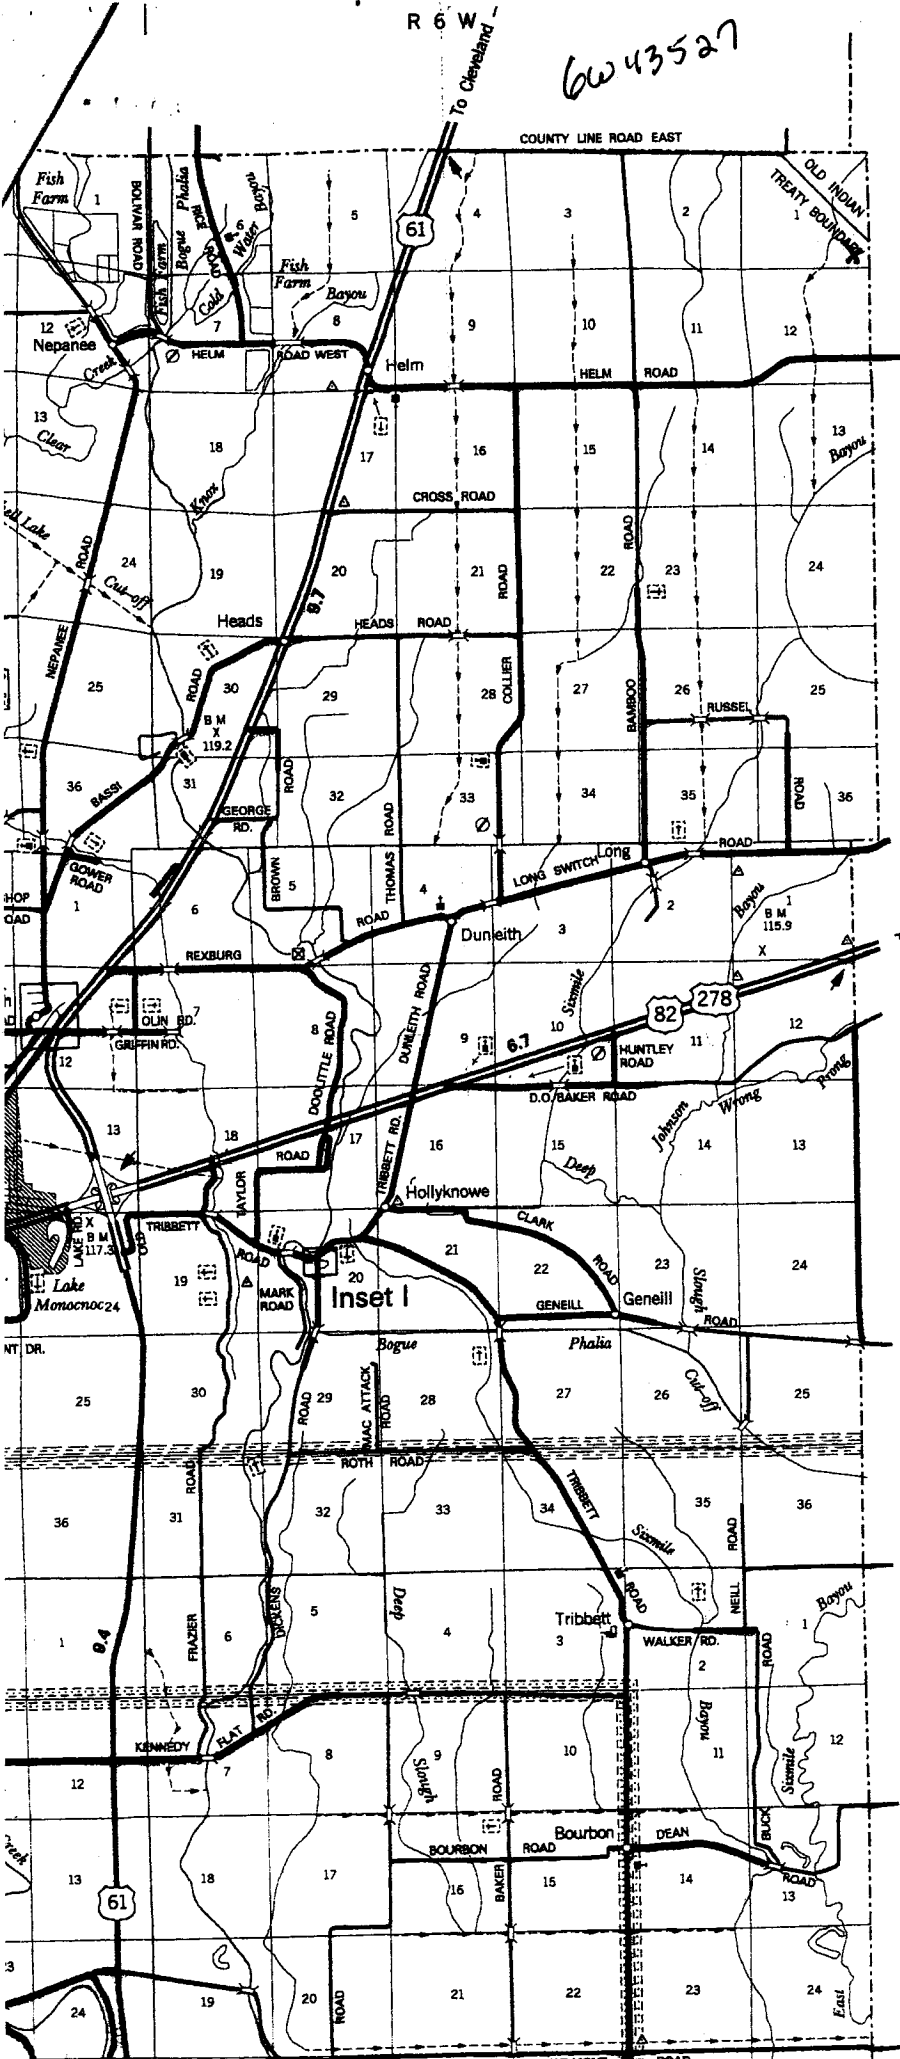 R 6 W
6W43527
To Cleveland
COUNTY LINE ROAD EAST
OLD INDIAN
TREATY BOUNDARY
Fish
Farm
1
BOLIVAR ROAD
Phalia
Bogue
RICE
ROAD
Bayou
Water
Cold
Fish Farm
5
4
3
2
1
61
Fish
Farm
Bayou
12
Nepanee
7
8
9
10
11
12
HELM
ROAD WEST
Helm
HELM
ROAD
Creek
13
Clear
18
17
16
15
14
13
Bayou
Knox
CROSS ROAD
ell Lake
ROAD
24
Cut-off
19
20
9.7
21
ROAD
22
ROAD
23
24
Heads
HEADS
ROAD
NEPANEE
25
ROAD
30
29
28
COLLIER
27
BAMBOO
26
25
RUSSEL
B M
X
119.2
36
BASSI
31
ROAD
32
33
34
35
ROAD
36
GEORGE
RD.
THOMAS ROAD
Long
ROAD
GOWER
ROAD
LONG SWITCH
HOP
OAD
1
6
BROWN
5
4
3
2
1
ROAD
Dunleith
Bayou
B M
115.9
X
REXBURG
Sixmile
DUNLEITH ROAD
82
278
7
OLIN RD.
GRIFFIN RD.
8
9
6.7
10
11
12
HUNTLEY
ROAD
12
DOOLITTLE ROAD
D.O. BAKER ROAD
Johnson
Wrong
Prong
13
18
17
16
15
14
13
ROAD
TRIBBETT RD.
Deep
TAYLOR
Hollyknowe
TRIBBETT
CLARK
LAKE RD.
X
B M
117.3
OLD
ROAD
21
22
ROAD
23
24
Lake
Monocnoc
24
19
MARK
ROAD
20
Inset I
GENEILL
Geneill
Slough
ROAD
NT. DR.
Bogue
Phalia
25
30
29
ROAD
MAC ATTACK
ROAD
28
27
26
Cut-off
25
ROTH
ROAD
ROAD
TRIBBETT
36
31
32
33
34
35
36
Sixmile
ROAD
ROAD
NEILL
Bayou
DICKENS
Deep
Tribbett
1
9.4
FRAZIER
6
5
4
3
WALKER RD.
2
1
ROAD
KENNEDY
FLAT
RD.
12
7
8
9
Slough
10
Bayou
11
Sixmile
12
ROAD
Bourbon
DEAN
BUCK
reek
BOURBON
ROAD
ROAD
13
61
18
17
16
BAKER
15
14
13
23
24
19
20
ROAD
21
22
23
24
East
ROAD